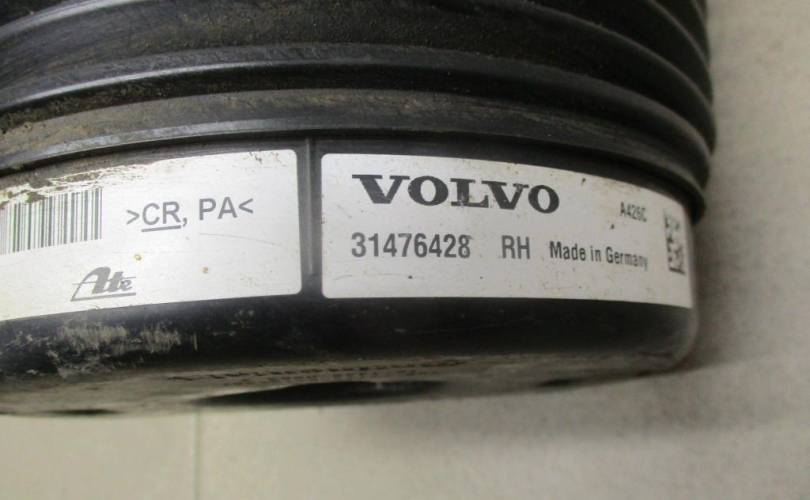 >CR, PA<
Ate
VOLVO
A426C
31476428 RH Made in Germany